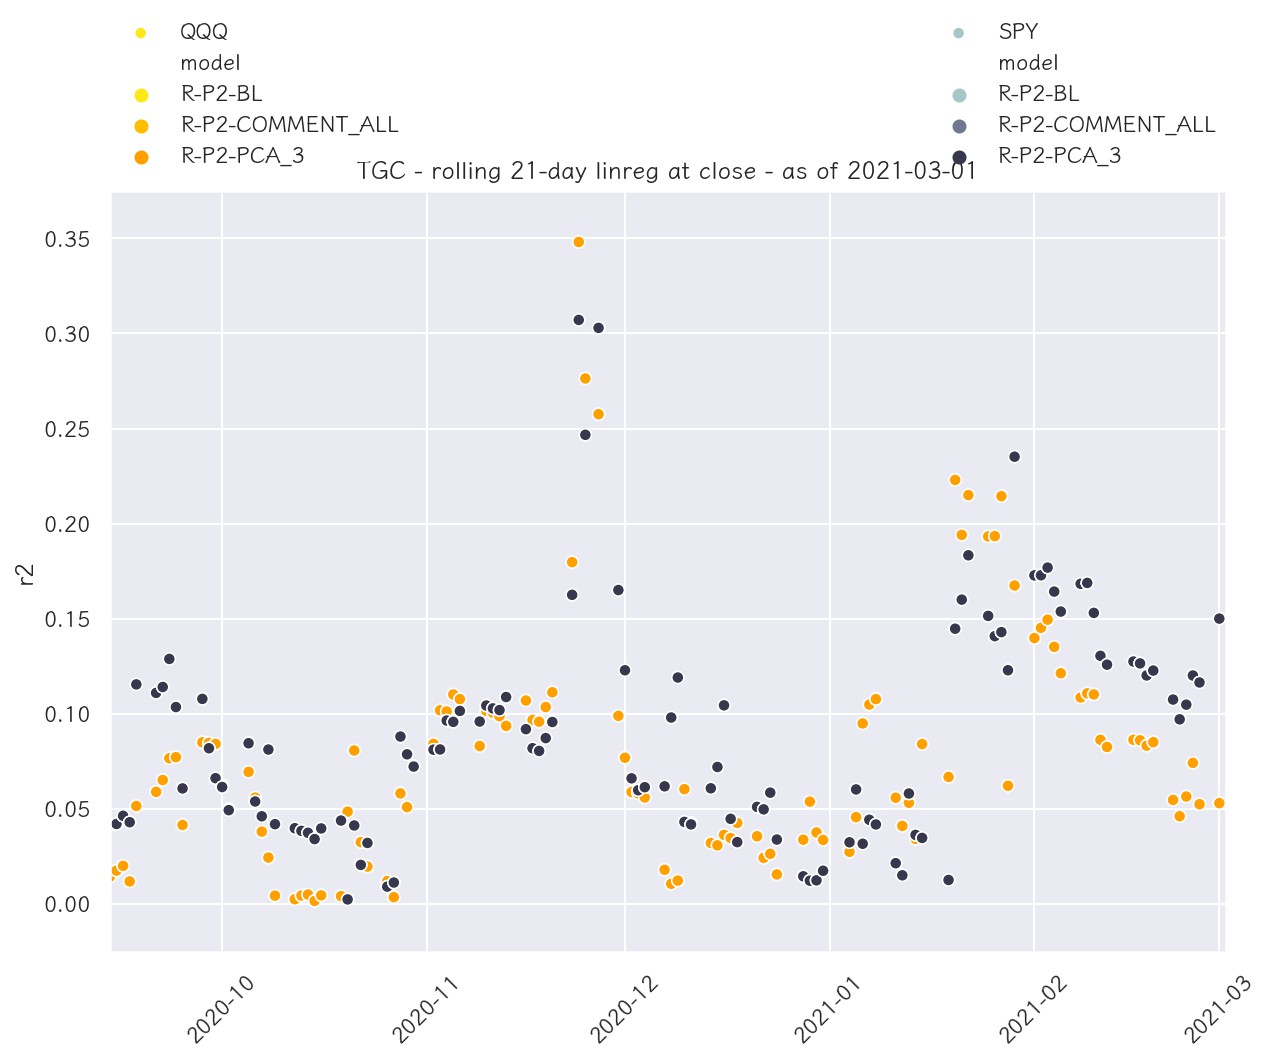 QQQ
model
R-P2-BL
R-P2-COMMENT_ALL
R-P2-PCA_3
SPY
model
R-P2-BL
R-P2-COMMENT_ALL
R-P2-PCA_3
TGC - rolling 21-day linreg at close - as of 2021-03-01
r2
0.35
0.30
0.25
0.20
0.15
0.10
0.05
0.00
2020-10
2020-11
2020-12
2021-01
2021-02
2021-03